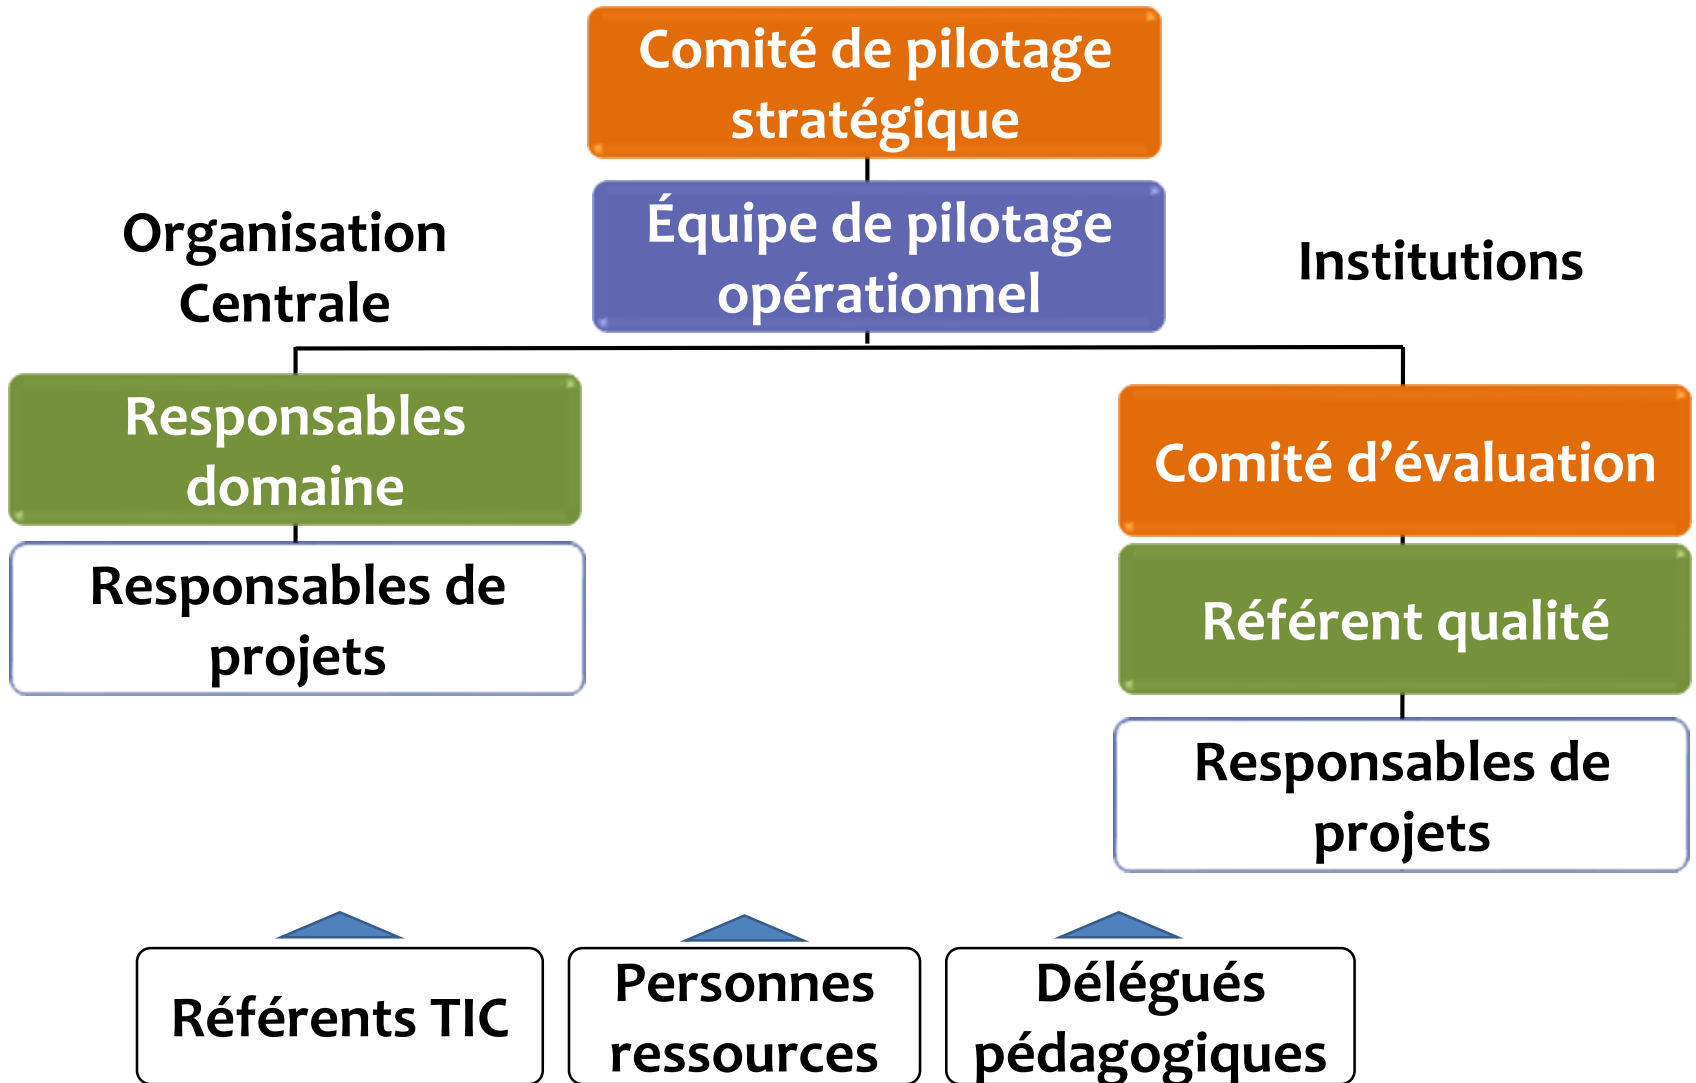 Comité de pilotage
stratégique
Équipe de pilotage
opérationnel
Organisation
Centrale
Institutions
Responsables
domaine
Responsables de
projets
Comité d’évaluation
Référent qualité
Responsables de
projets
Référents TIC
Personnes
ressources
Délégués
pédagogiques